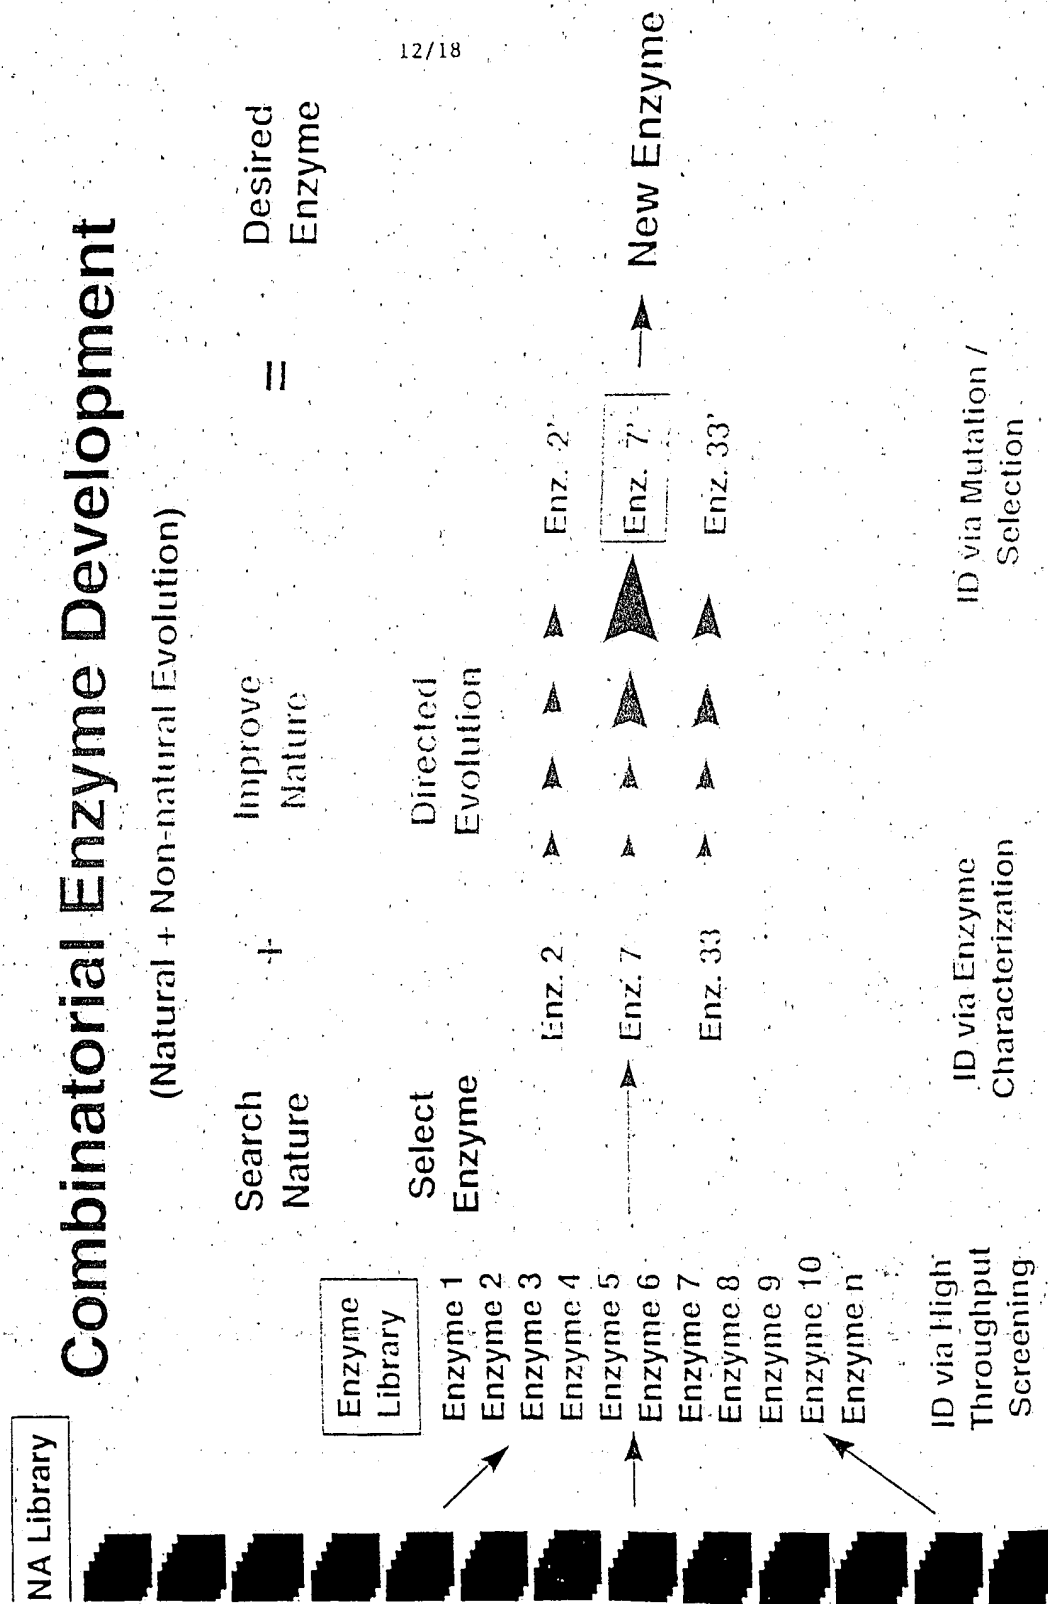 12/18
NA Library
Combinatorial Enzyme Development
(Natural + Non-natural Evolution)
Search
Nature
+
Improve
Nature
=
Desired
Enzyme
Enzyme
Library
Select
Enzyme
Directed
Evolution
Enzyme 1
Enzyme 2
Enzyme 3
Enzyme 4
Enzyme 5
Enzyme 6
Enzyme 7
Enzyme 8
Enzyme 9
Enzyme 10
Enzyme n
Enz. 2
Enz. 7
Enz. 33
Enz. 2'
Enz. 7'
Enz. 33'
New Enzyme
ID via High
Throughput
Screening
ID via Enzyme
Characterization
ID via Mutation /
Selection